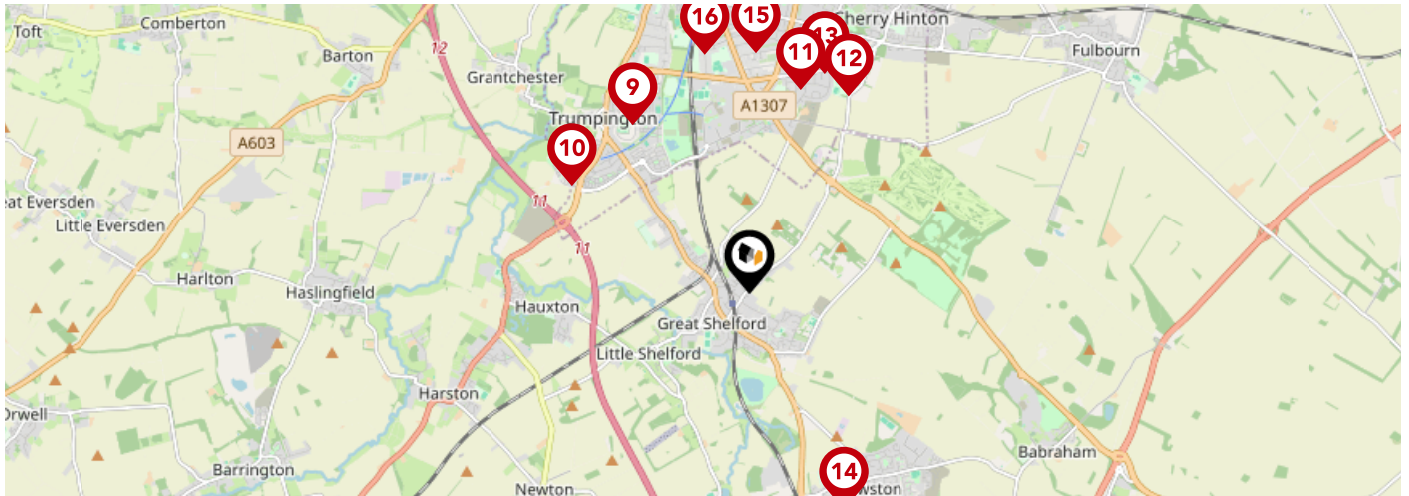 16
15
Cherry Hinton
Comberton
Toft
13
12
11
Fulbourn
12
Barton
Grantchester
9
A1307
Trumpington
A603
10
11
eat Eversden
Little Eversden
11
Harlton
Haslingfield
Hauxton
Great Shelford
Little Shelford
Harston
Orwell
Babraham
Barrington
14
wston
Newton